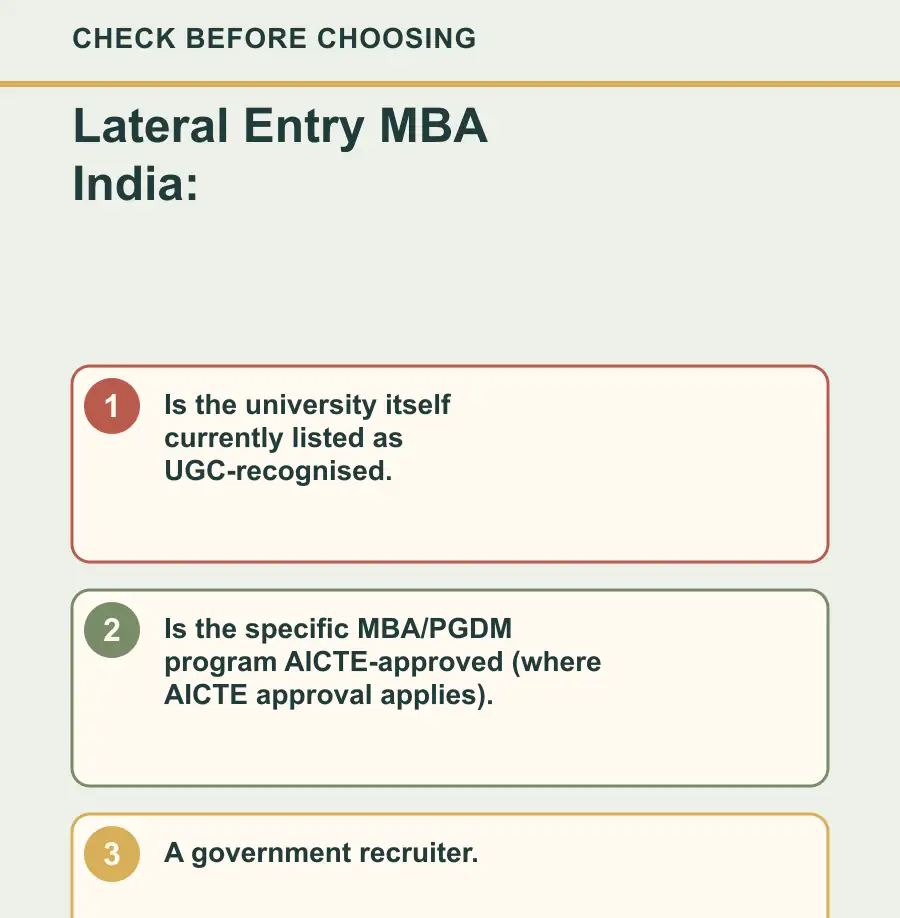 CHECK BEFORE CHOOSING
Lateral Entry MBA
India:
1
Is the university itself
currently listed as
UGC-recognised.
2
Is the specific MBA/PGDM
program AICTE-approved (where
AICTE approval applies).
3
A government recruiter.